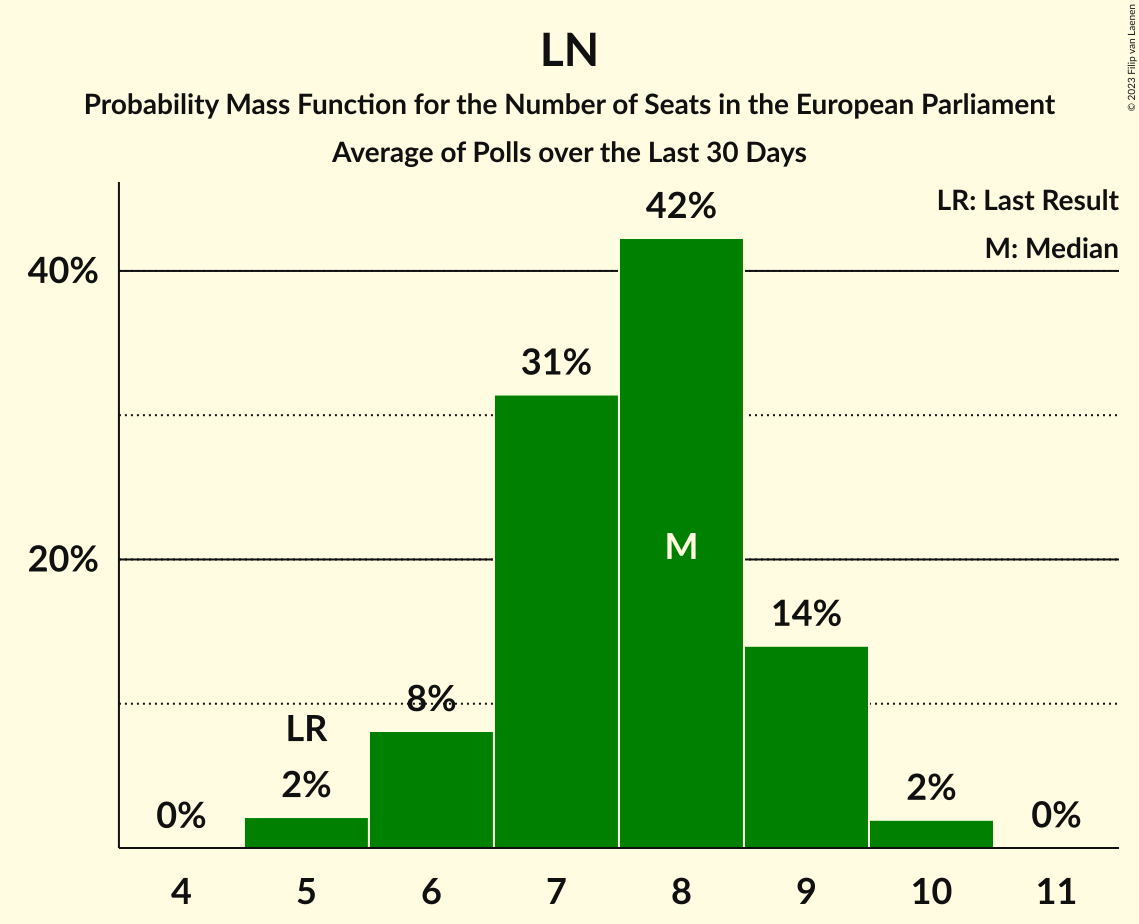 LN
Probability Mass Function for the Number of Seats in the European Parliament
Average of Polls over the Last 30 Days
© 2023 Filip van Laenen
LR: Last Result
M: Median
42%
40%
31%
M
20%
14%
8%
LR
2%
2%
0%
0%
4 5 6 7 8 9 10 11